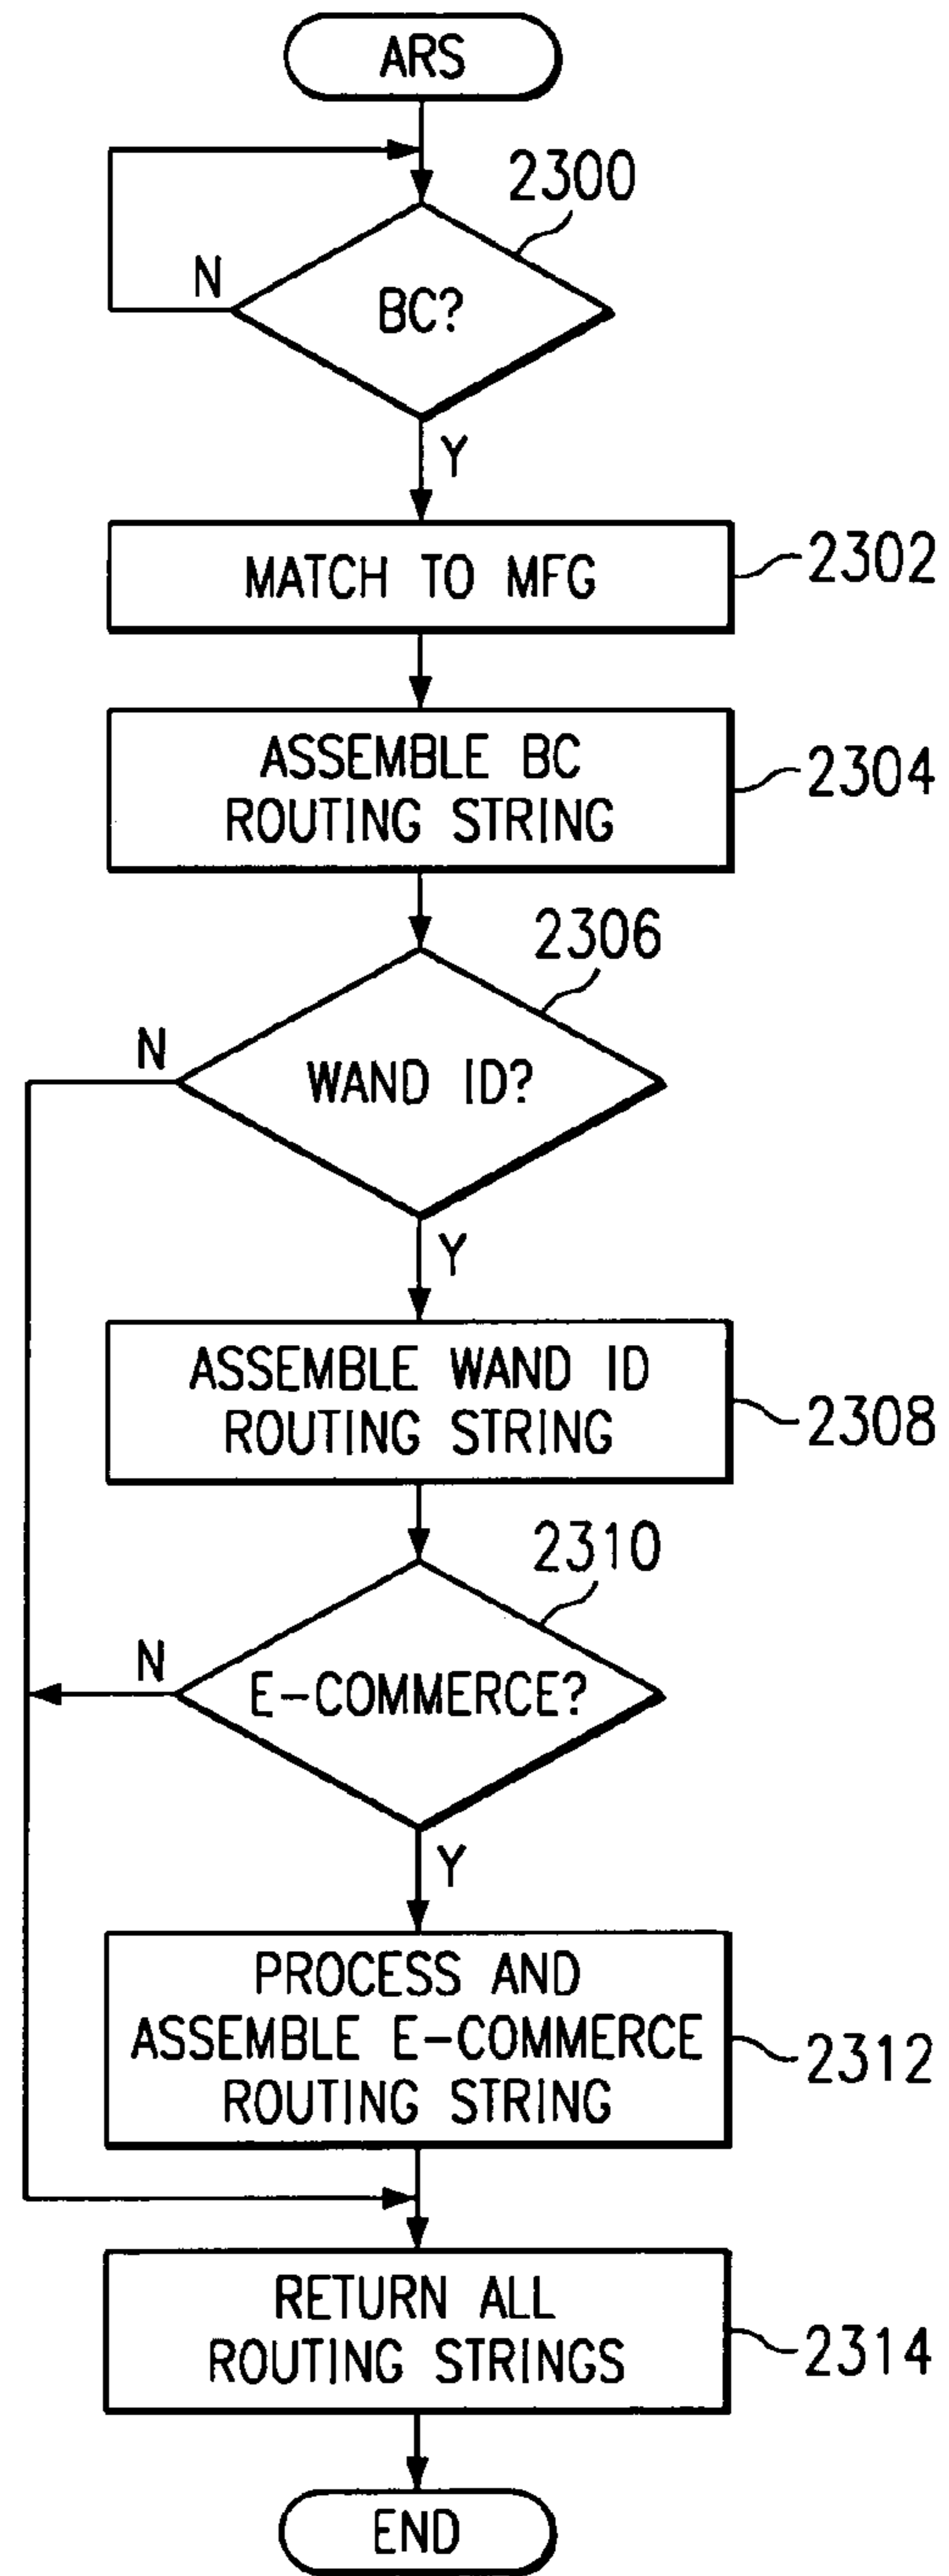 ARS
2300
N
BC?
Y
MATCH TO MFG
2302
ASSEMBLE BC
ROUTING STRING
2304
2306
N
WAND ID?
Y
ASSEMBLE WAND ID
ROUTING STRING
2308
2310
N
E-COMMERCE?
Y
PROCESS AND
ASSEMBLE E-COMMERCE
ROUTING STRING
2312
RETURN ALL
ROUTING STRINGS
2314
END